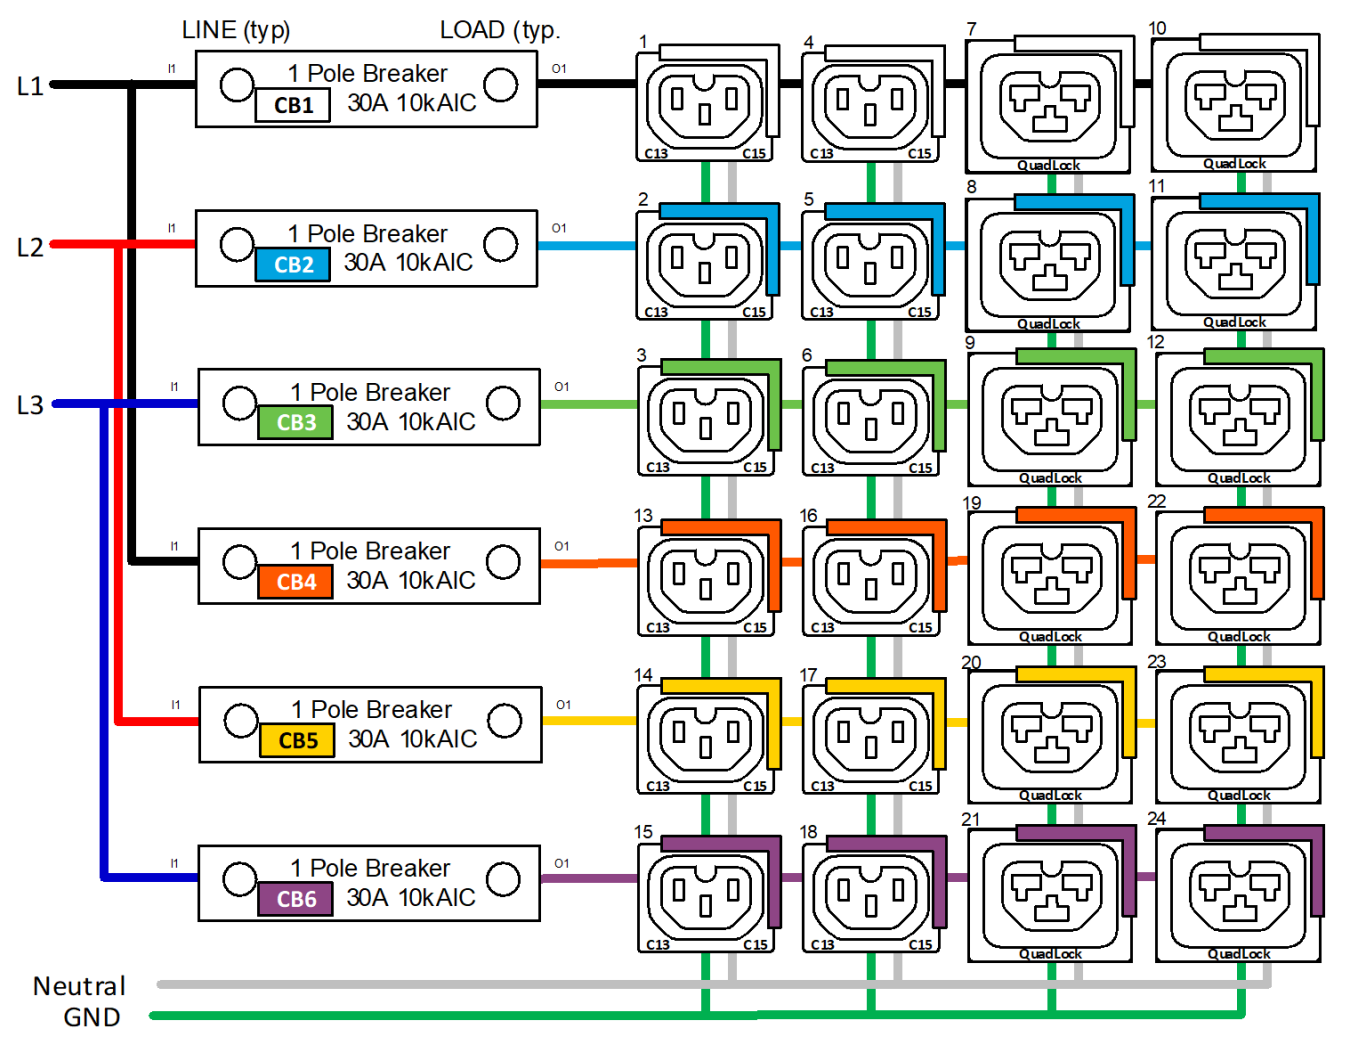 LINE (typ)
LOAD (typ.
L1
I1
1 Pole Breaker
CB1
30A 10kAIC
O1
1
C13
C15
4
C13
C15
7
QuadLock
10
QuadLock
L2
I1
1 Pole Breaker
CB2
30A 10kAIC
O1
2
C13
C15
5
C13
C15
8
QuadLock
11
QuadLock
L3
I1
1 Pole Breaker
CB3
30A 10kAIC
O1
3
C13
C15
6
C13
C15
9
QuadLock
12
QuadLock
I1
1 Pole Breaker
CB4
30A 10kAIC
O1
13
C13
C15
16
C13
C15
19
QuadLock
22
QuadLock
I1
1 Pole Breaker
CB5
30A 10kAIC
O1
14
C13
C15
17
C13
C15
20
QuadLock
23
QuadLock
I1
1 Pole Breaker
CB6
30A 10kAIC
O1
15
C13
C15
18
C13
C15
21
QuadLock
24
QuadLock
Neutral
GND